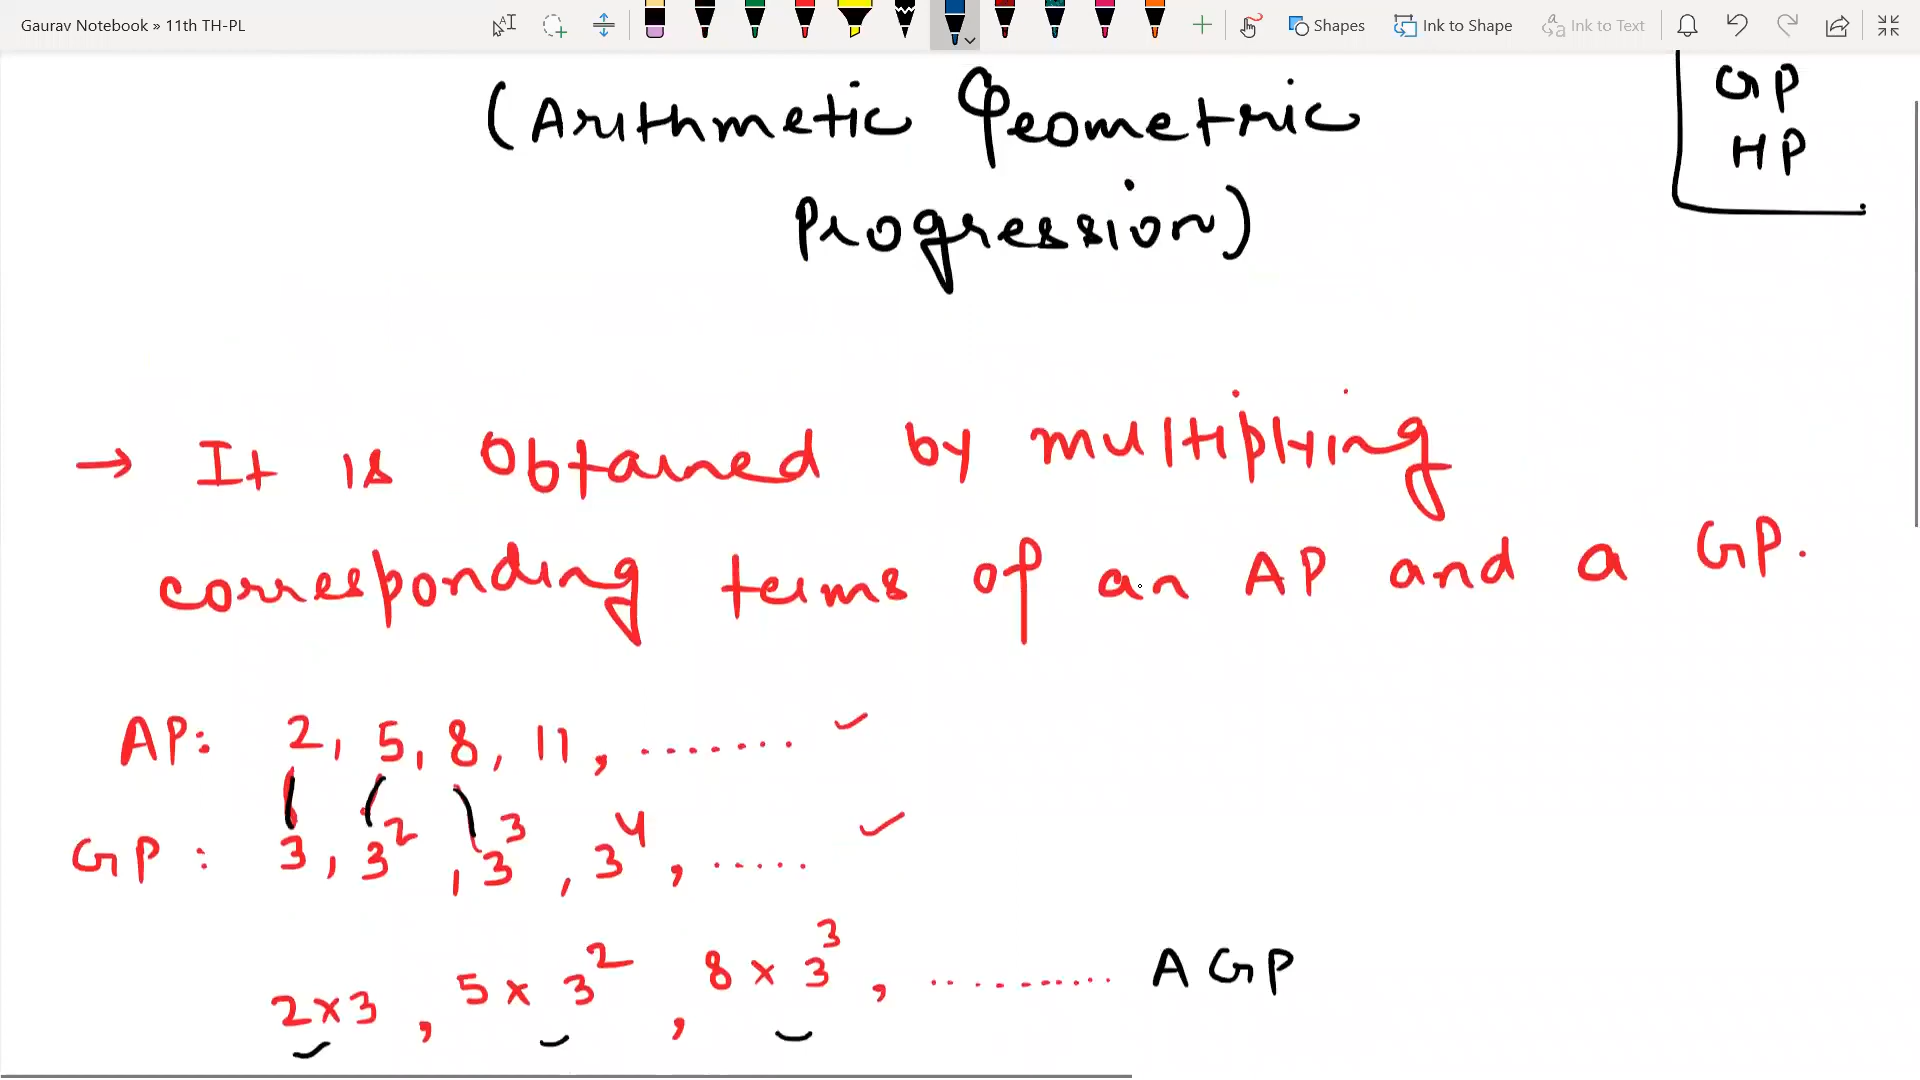 Gaurav Notebook » 11th TH-PL
Shapes
Ink to Shape
Ink to Text
GP
HP
(Arithmetic Geometric
Progression)
→ It is Obtained by multiplying
corresponding terms of an AP and a GP.
AP: 2, 5, 8, 11, ........
GP: 3, 3², 3³, 3⁴, .....
2×3, 5×3², 8×3³, .......... AGP